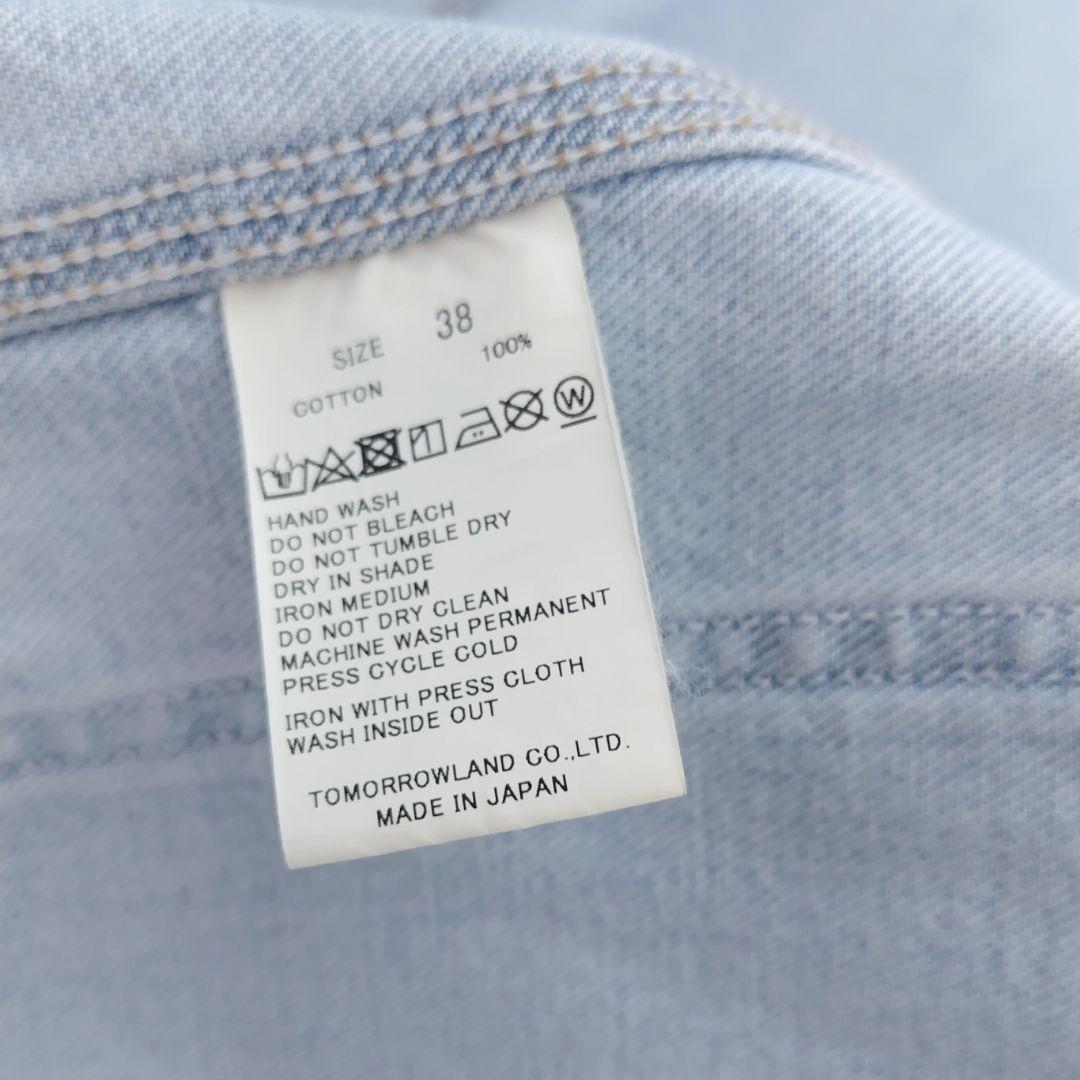 SIZE 38
COTTON 100%
W
HAND WASH
DO NOT BLEACH
DO NOT TUMBLE DRY
DRY IN SHADE
IRON MEDIUM
DO NOT DRY CLEAN
MACHINE WASH PERMANENT
PRESS CYCLE COLD
IRON WITH PRESS CLOTH
WASH INSIDE OUT
TOMORROWLAND CO.,LTD.
MADE IN JAPAN